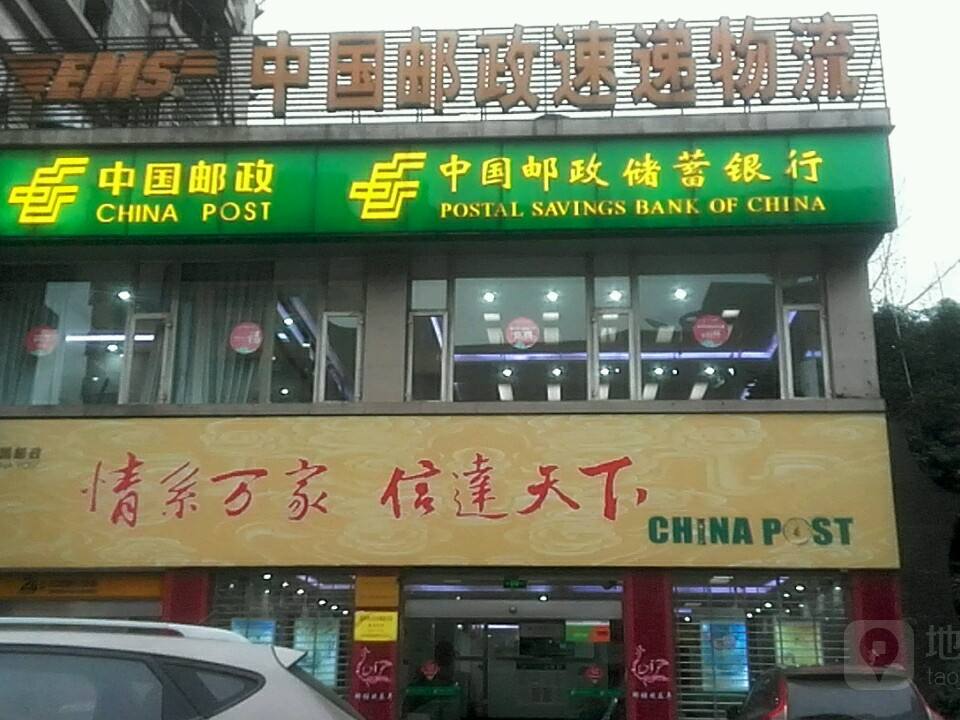 EMS 中国邮政速递物流
中国邮政
CHINA POST
中国邮政储蓄银行
POSTAL SAVINGS BANK OF CHINA
情系万家 信達天下
CHINA POST
2017